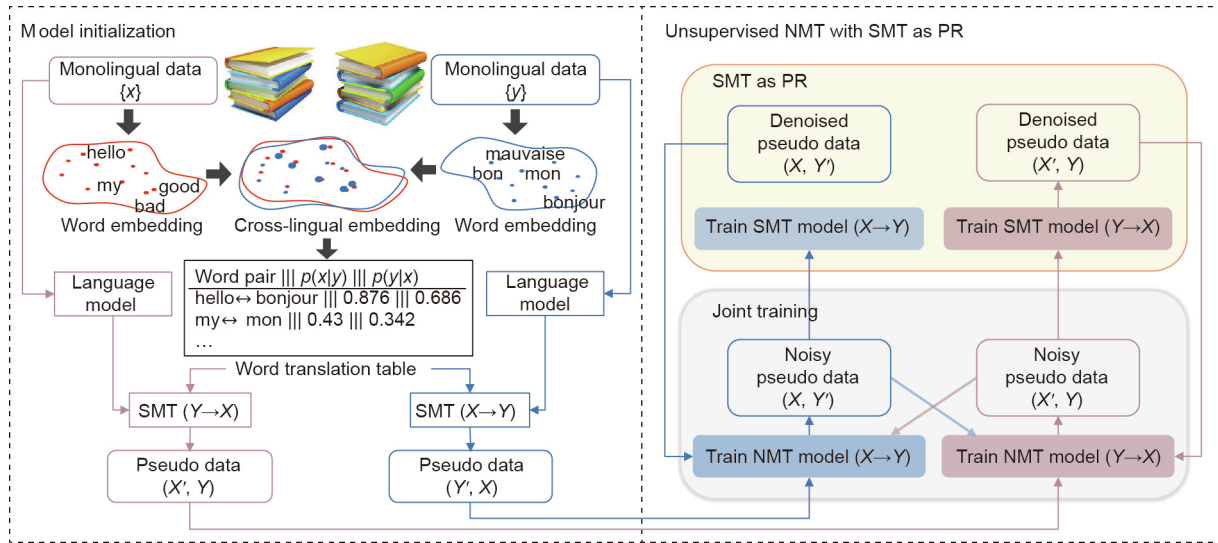 Model initialization
Monolingual data
{x}
Monolingual data
{y}
hello
my
good
bad
Word embedding
Cross-lingual embedding
mauvaise
bon
mon
bonjour
Word embedding
Language
model
Word pair ||| p(x|y) ||| p(y|x)
hello↔ bonjour ||| 0.876 ||| 0.686
my↔ mon ||| 0.43 ||| 0.342
…
Language
model
Word translation table
SMT (Y→X)
SMT (X→Y)
Pseudo data
(X′, Y)
Pseudo data
(Y′, X)
Unsupervised NMT with SMT as PR
SMT as PR
Denoised
pseudo data
(X, Y′)
Denoised
pseudo data
(X′, Y)
Train SMT model (X→Y)
Train SMT model (Y→X)
Joint training
Noisy
pseudo data
(X, Y′)
Noisy
pseudo data
(X′, Y)
Train NMT model (X→Y)
Train NMT model (Y→X)